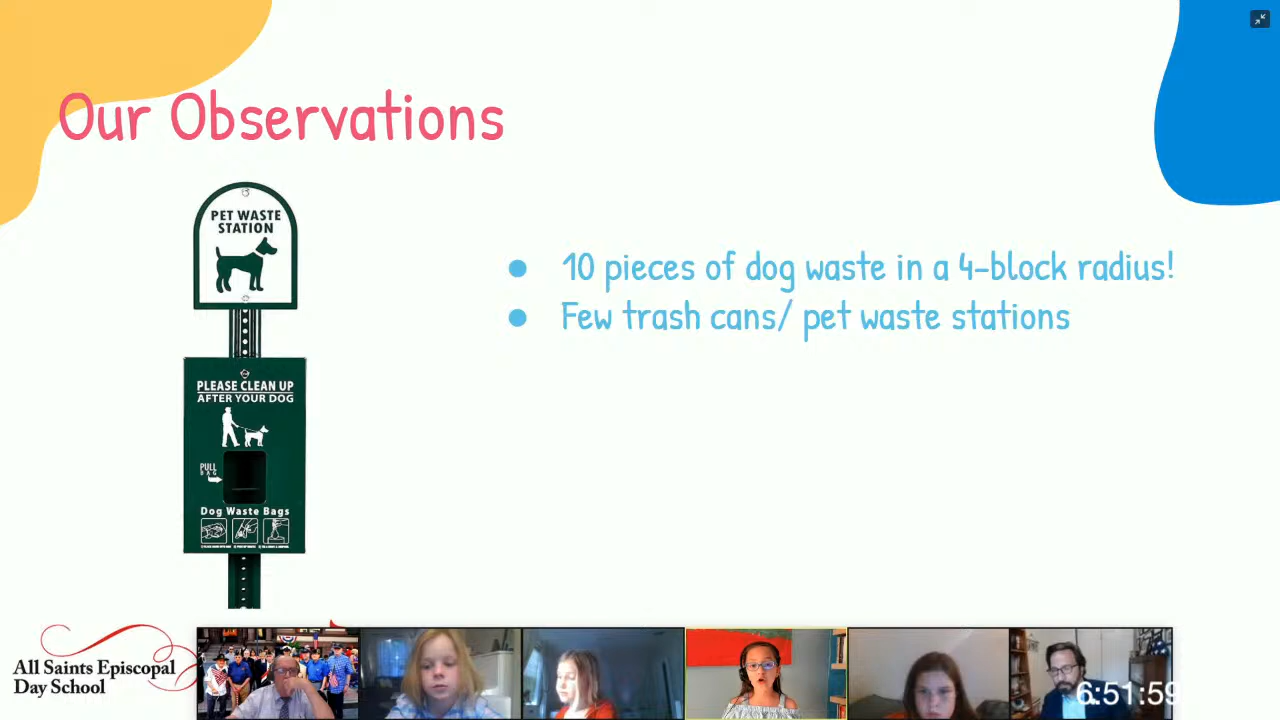 Our Observations
PET WASTE
STATION
PLEASE CLEAN UP
AFTER YOUR DOG
PULL
BAG
Dog Waste Bags
● 10 pieces of dog waste in a 4-block radius!
● Few trash cans/ pet waste stations
All Saints Episcopal
Day School
6:51:59